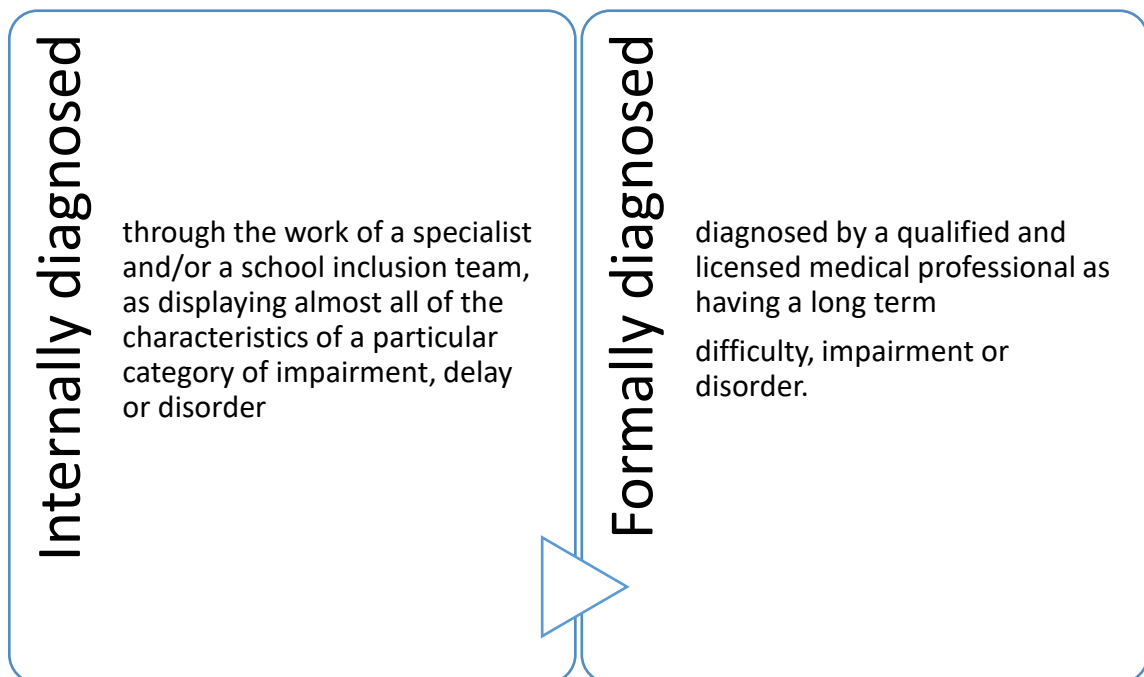 Internally diagnosed
through the work of a specialist
and/or a school inclusion team,
as displaying almost all of the
characteristics of a particular
category of impairment, delay
or disorder
Formally diagnosed
diagnosed by a qualified and
licensed medical professional as
having a long term
difficulty, impairment or
disorder.